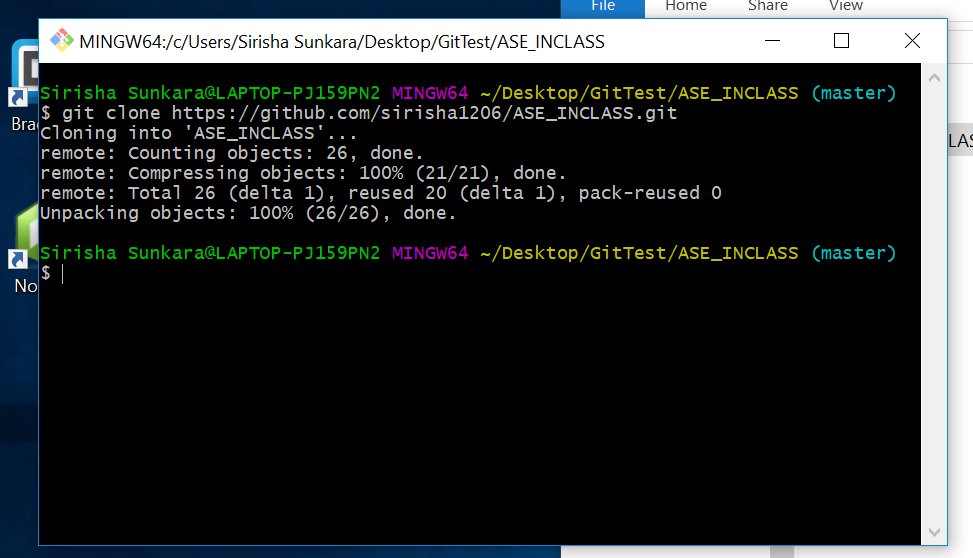 File Home Share View
MINGW64:/c/Users/Sirisha Sunkara/Desktop/GitTest/ASE_INCLASS
Sirisha Sunkara@LAPTOP-PJ159PN2 MINGW64 ~/Desktop/GitTest/ASE_INCLASS (master)
$ git clone https://github.com/sirisha1206/ASE_INCLASS.git
Cloning into 'ASE_INCLASS'...
remote: Counting objects: 26, done.
remote: Compressing objects: 100% (21/21), done.
remote: Total 26 (delta 1), reused 20 (delta 1), pack-reused 0
Unpacking objects: 100% (26/26), done.
Sirisha Sunkara@LAPTOP-PJ159PN2 MINGW64 ~/Desktop/GitTest/ASE_INCLASS (master)
$